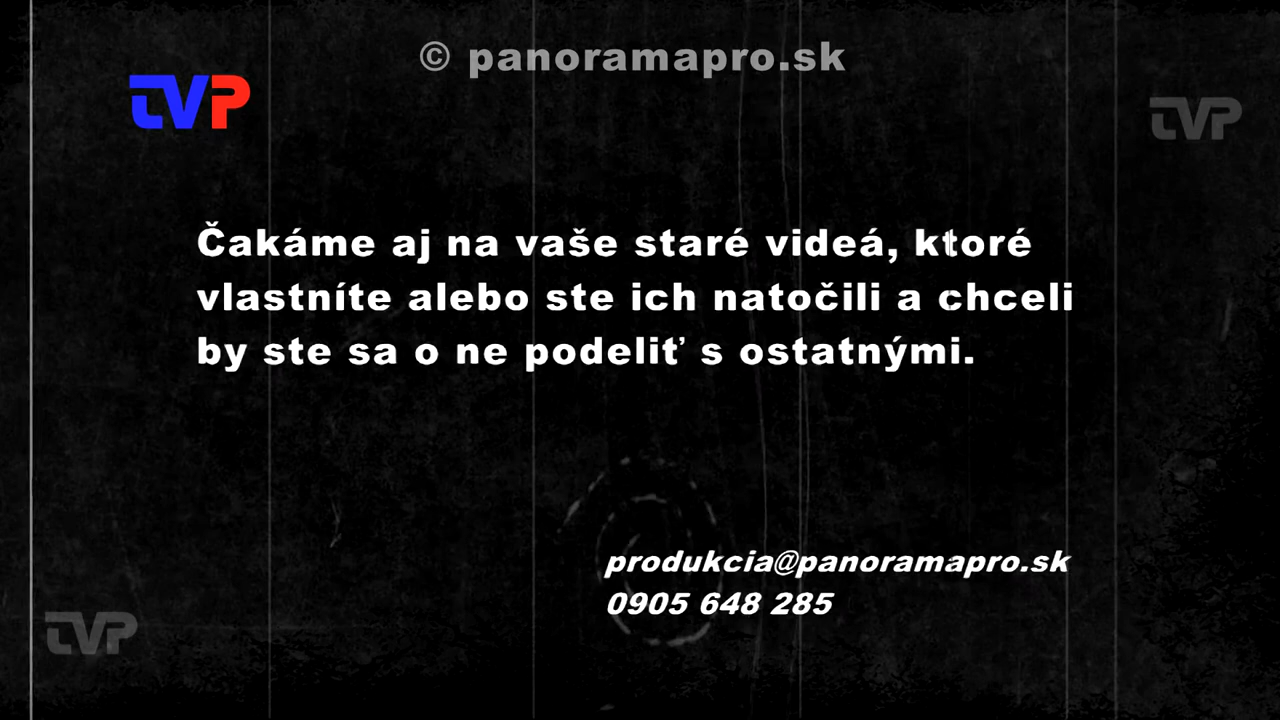 © panoramapro.sk
TVP
TVP
Čakáme aj na vaše staré videá, ktoré
vlastníte alebo ste ich natočili a chceli
by ste sa o ne podeliť s ostatnými.
produkcia@panoramapro.sk
0905 648 285
TVP